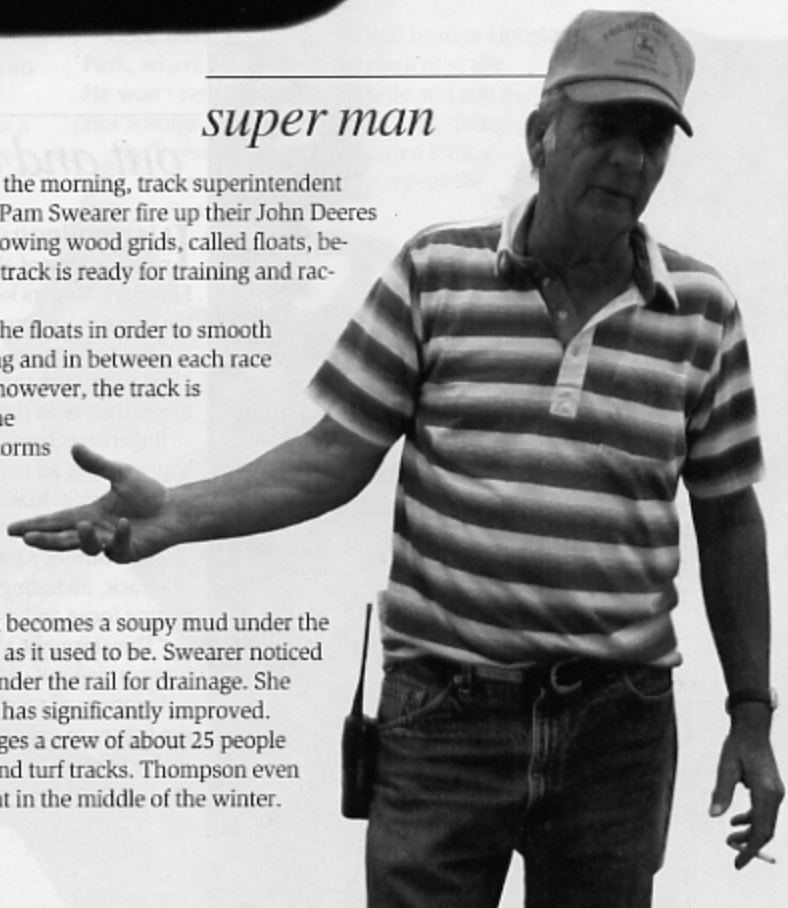 super man
the morning, track superintendent
Pam Swearer fire up their John Deeres
owing wood grids, called floats, be-
track is ready for training and rac-
he floats in order to smooth
g and in between each race
however, the track is
e
orms
becomes a soupy mud under the
as it used to be. Swearer noticed
nder the rail for drainage. She
has significantly improved.
ges a crew of about 25 people
nd turf tracks. Thompson even
t in the middle of the winter.